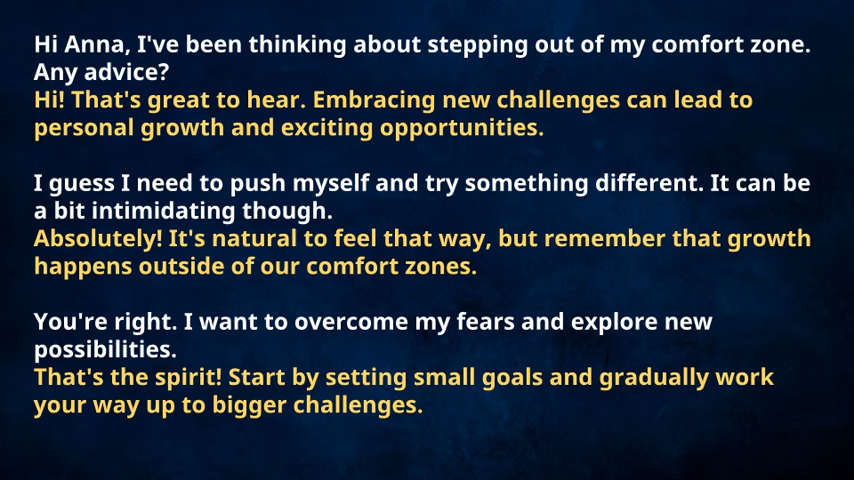 Hi Anna, I've been thinking about stepping out of my comfort zone.
Any advice?
Hi! That's great to hear. Embracing new challenges can lead to
personal growth and exciting opportunities.
I guess I need to push myself and try something different. It can be
a bit intimidating though.
Absolutely! It's natural to feel that way, but remember that growth
happens outside of our comfort zones.
You're right. I want to overcome my fears and explore new
possibilities.
That's the spirit! Start by setting small goals and gradually work
your way up to bigger challenges.